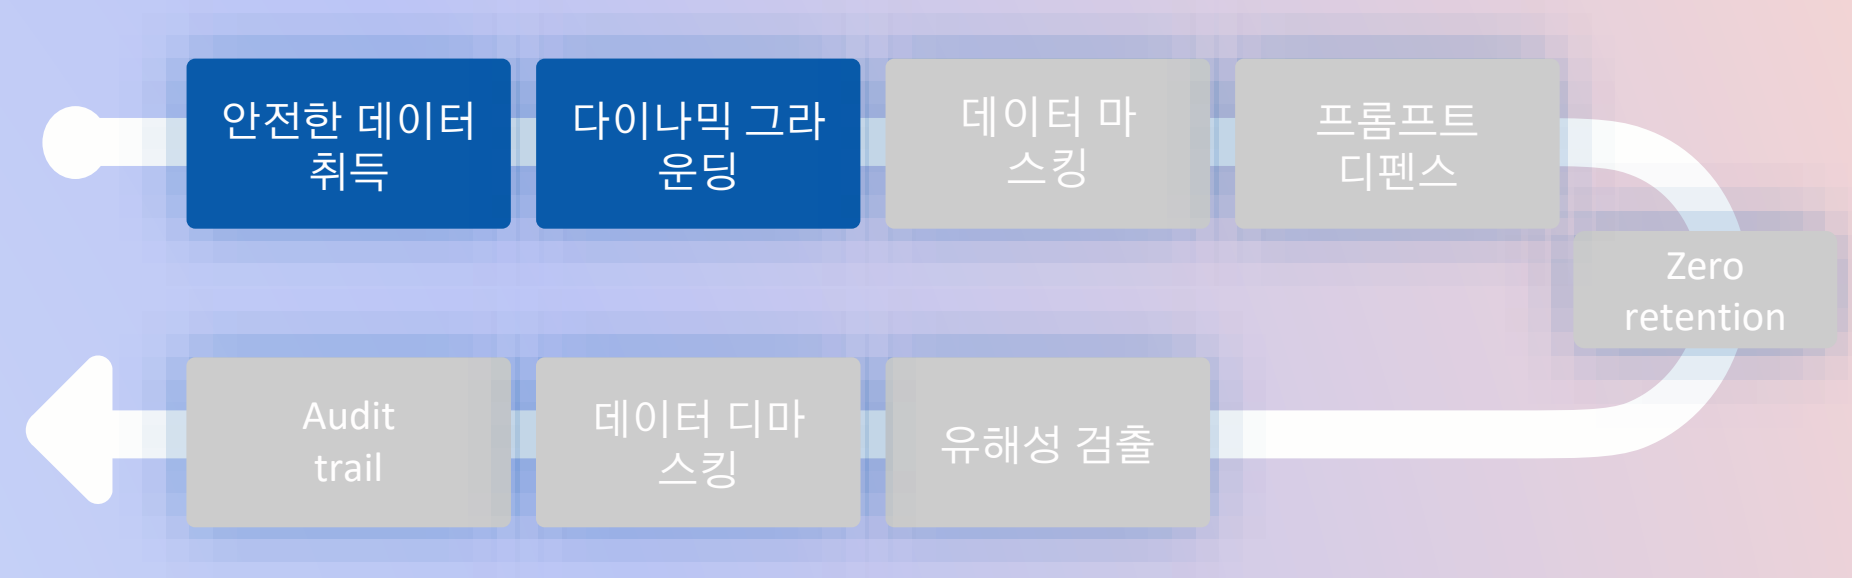 안전한 데이터
취득
다이나믹 그라
운딩
데이터 마
스킹
프롬프트
디펜스
Zero
retention
유해성 검출
데이터 디마
스킹
Audit
trail